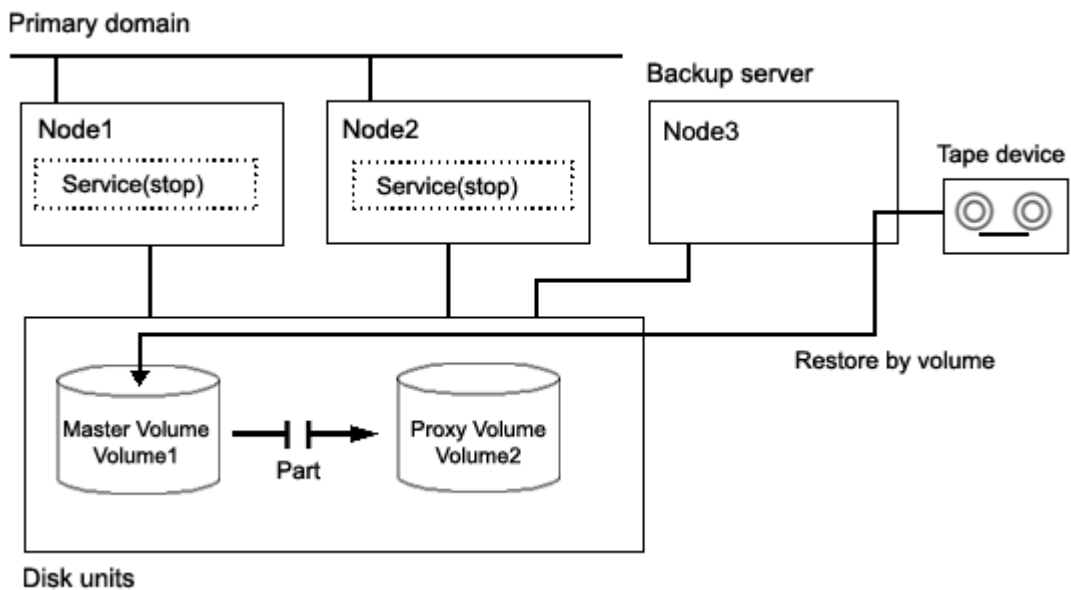 Primary domain
Backup server
Node1
Node2
Node3
Tape device
Service(stop)
Service(stop)
Restore by volume
Master Volume
Volume1
Part
Proxy Volume
Volume2
Disk units